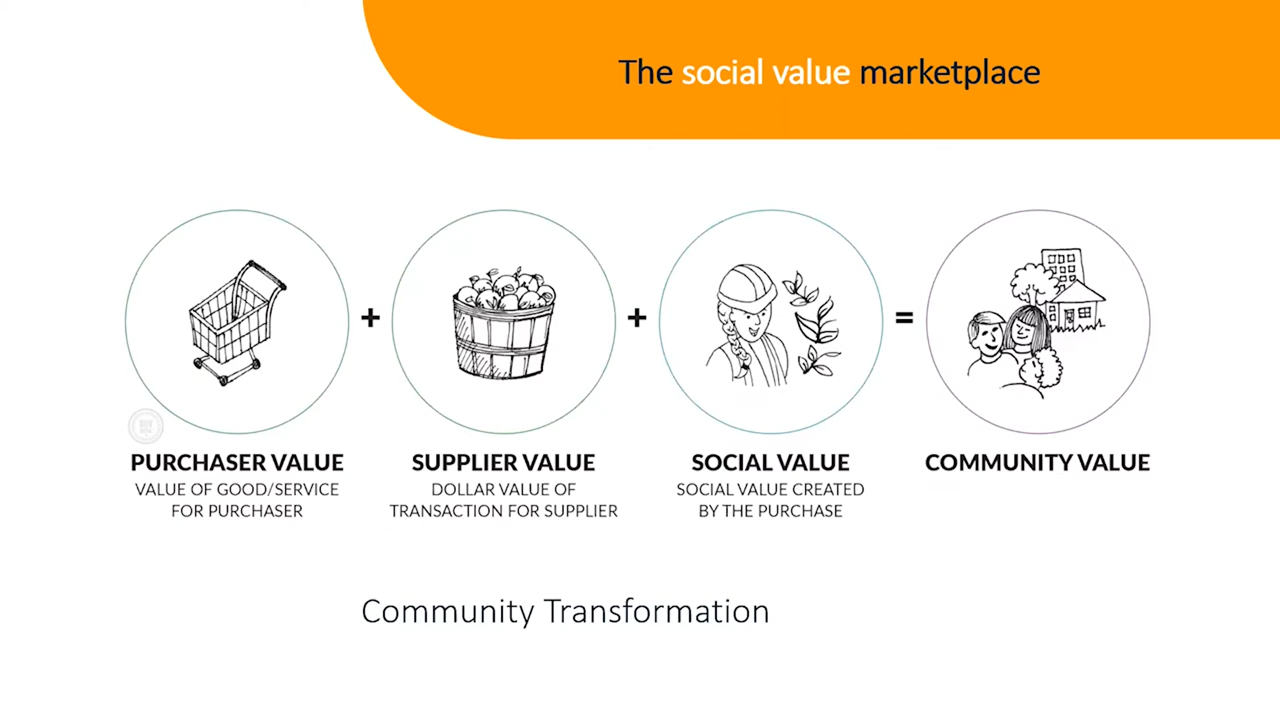 The social value marketplace
+ + =
PURCHASER VALUE SUPPLIER VALUE SOCIAL VALUE COMMUNITY VALUE
VALUE OF GOOD/SERVICE DOLLAR VALUE OF SOCIAL VALUE CREATED
FOR PURCHASER TRANSACTION FOR SUPPLIER BY THE PURCHASE
Community Transformation